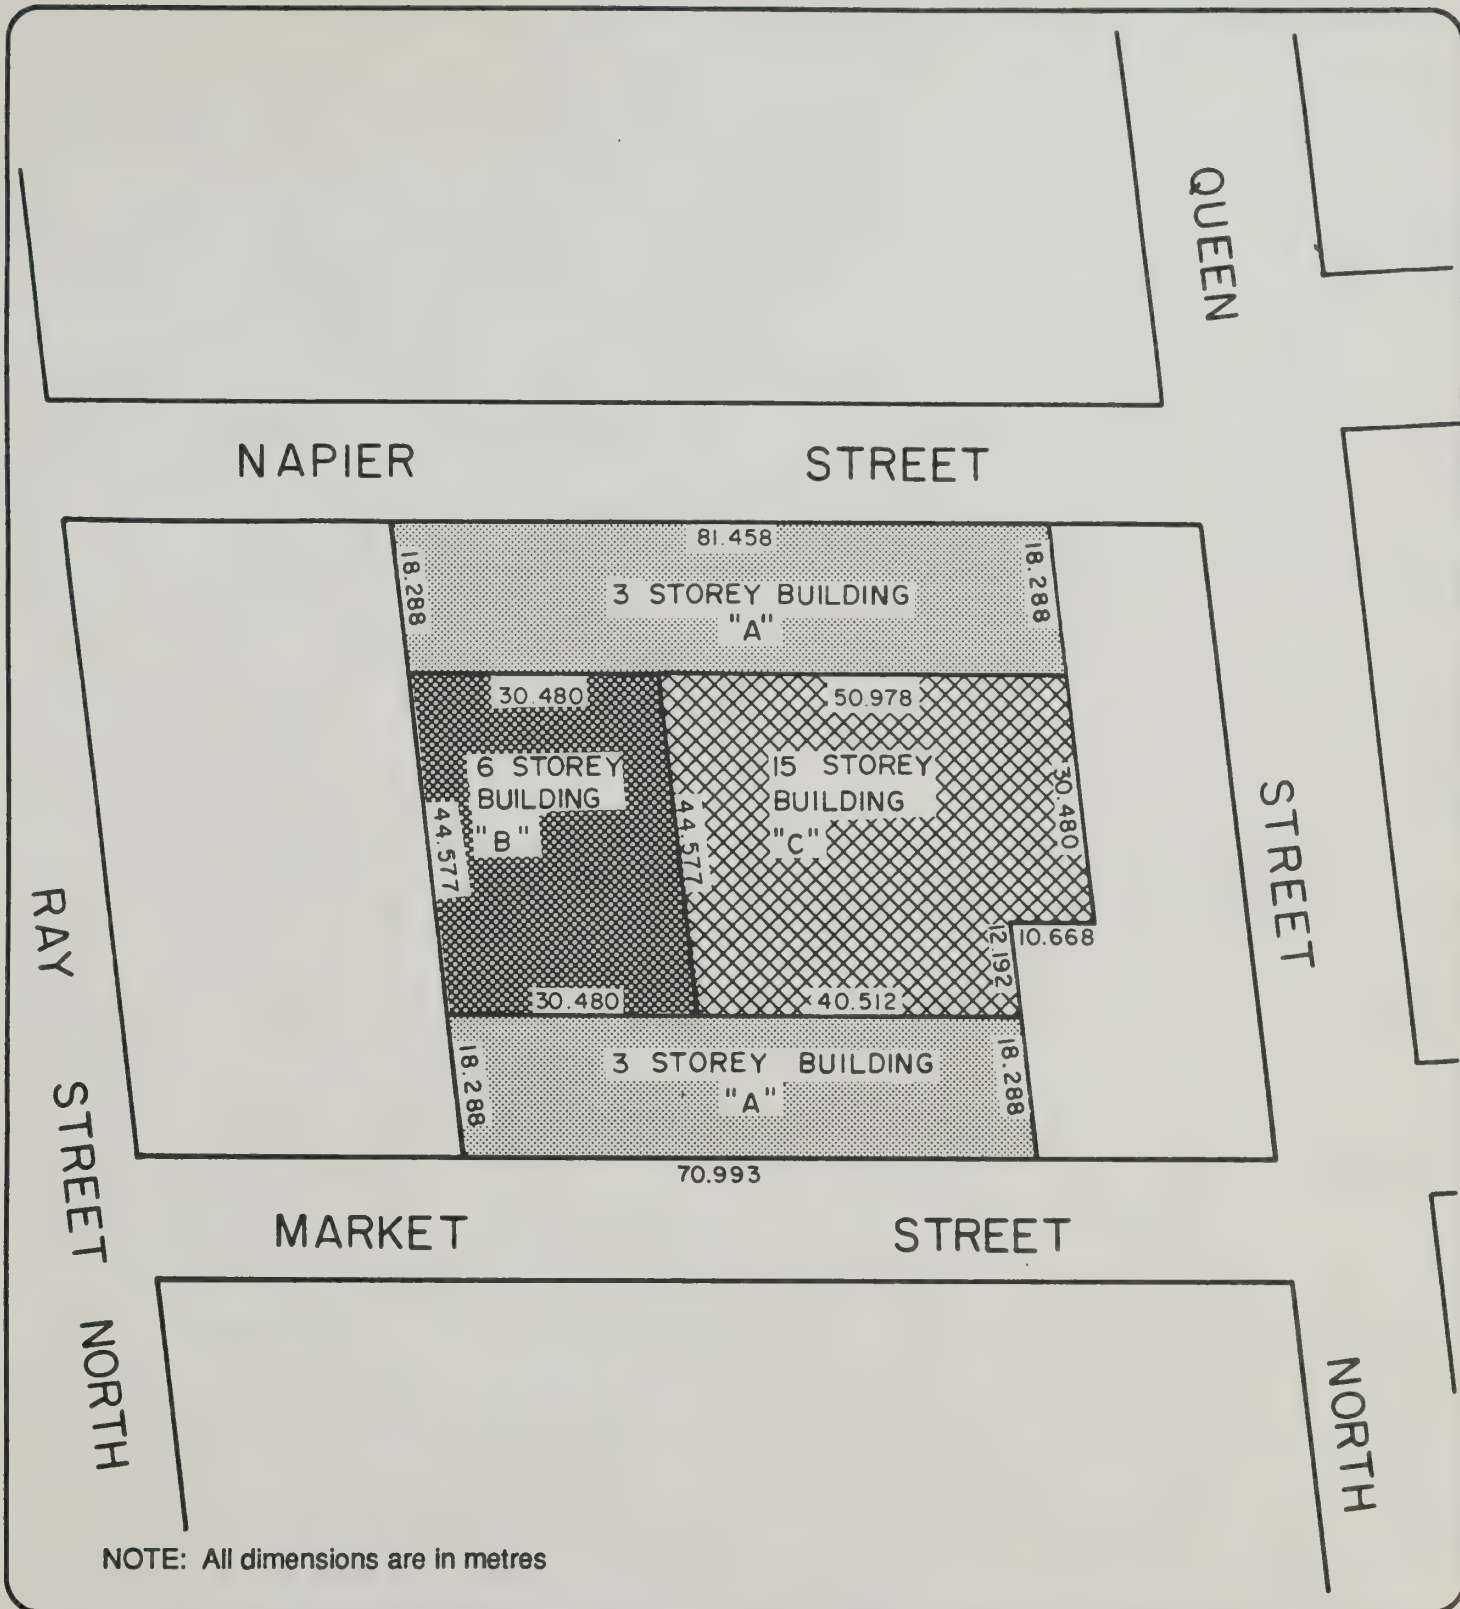 QUEEN
NAPIER STREET
81.458
18.288
18.288
3 STOREY BUILDING
"A"
30.480
50.978
6 STOREY
BUILDING
"B"
15 STOREY
BUILDING
"C"
44.577
44.577
30.480
STREET
RAY
12.192
10.668
30.480
40.512
18.288
3 STOREY BUILDING
"A"
18.288
70.993
STREET
MARKET STREET
NORTH
NORTH
NOTE: All dimensions are in metres